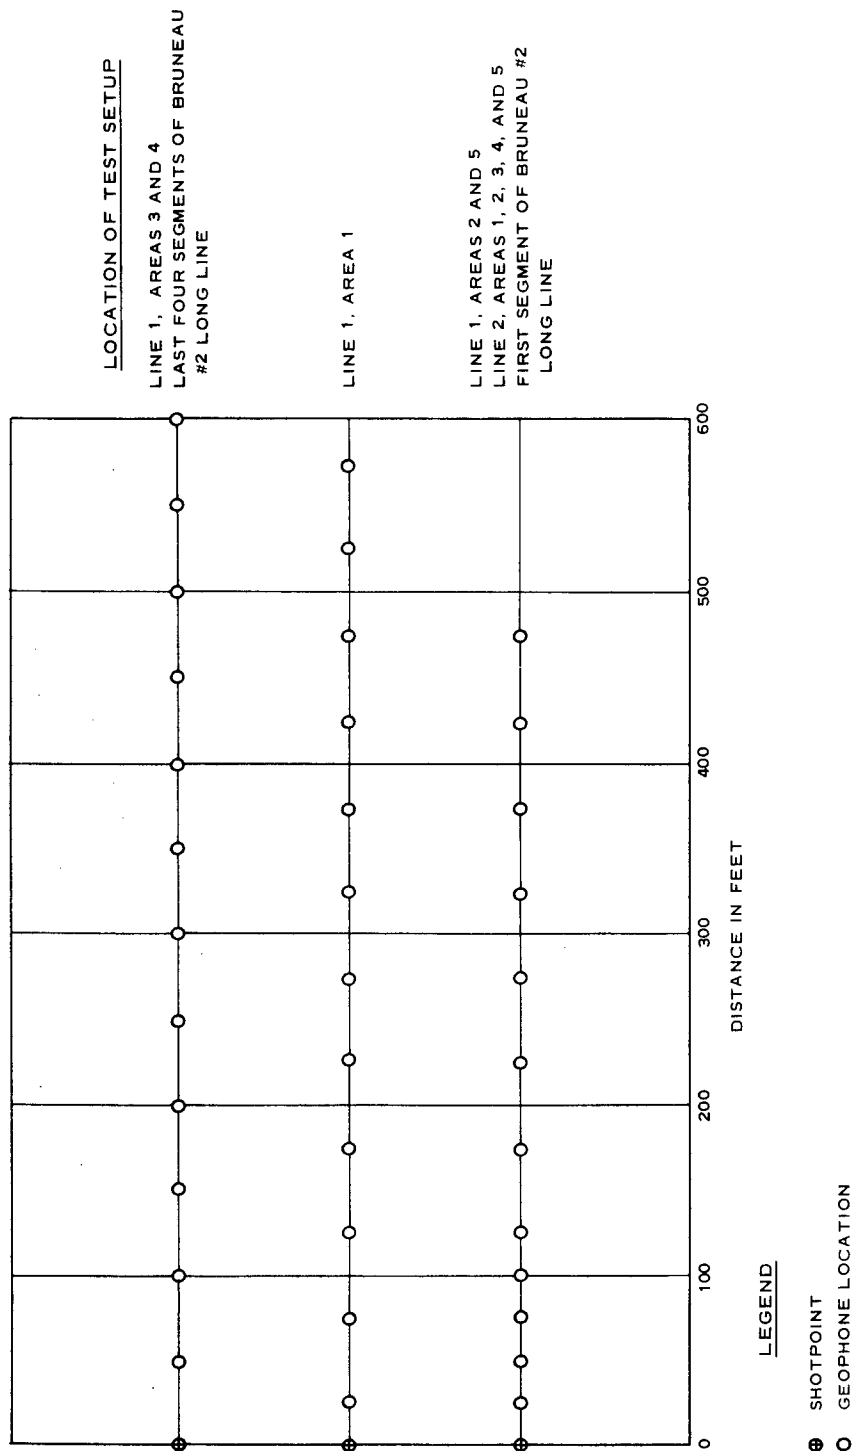 LOCATION OF TEST SETUP
LINE 1, AREAS 3 AND 4
LAST FOUR SEGMENTS OF BRUNEAU
#2 LONG LINE
LINE 1, AREA 1
LINE 1, AREAS 2 AND 5
LINE 2, AREAS 1, 2, 3, 4, AND 5
FIRST SEGMENT OF BRUNEAU #2
LONG LINE
0
100
200
300
400
500
600
DISTANCE IN FEET
LEGEND
SHOTPOINT
GEOPHONE LOCATION